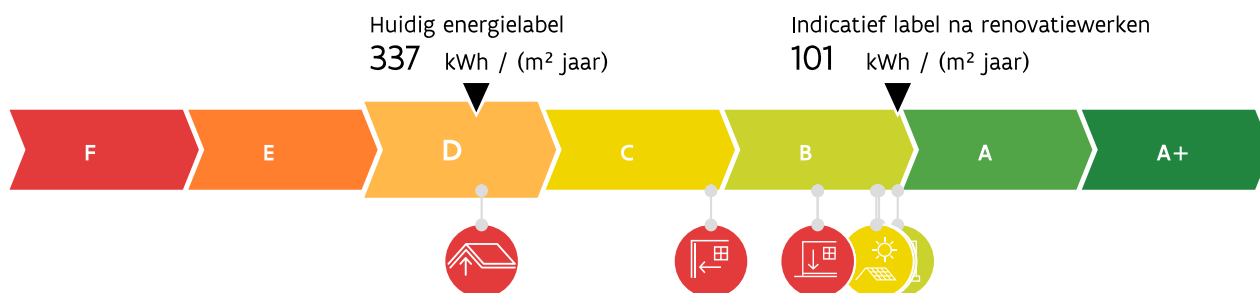 Huidig energielabel
337 kWh / (m² jaar)
Indicatief label na renovatiewerken
101 kWh / (m² jaar)
F E D C B A A+